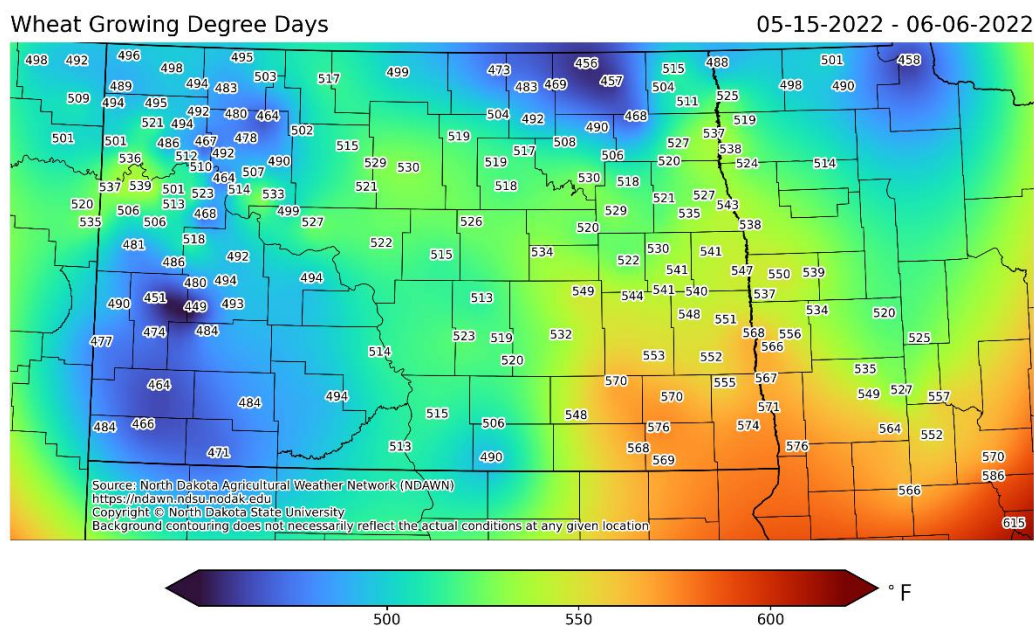 Wheat Growing Degree Days 05-15-2022 - 06-06-2022
498 492 496 498 495 503 517 499 473 456 457 515 488 501 458
509 489 494 483 483 469 504 511 525 498 490
494 495 492 480 464 504 492 490 468 519
501 501 521 494 467 478 502 515 519 508 527 537 538
536 486 512 492 490 529 530 519 517 506 520 524 514
510 464 507
537 539 501 523 514 533 521 518 530 518 521 527 543
520 506 513 468 499 529 535
535 506 527 526 520 538
481 518 522 534 530 541
486 492 515 522 541 547 550 539
480 494 494 549 544 541 540 537
490 451 449 493 513 548 551 534 520
474 484 523 519 532 568 556 525
477 514 520 553 552 566 535
464 494 570 555 567 549 527 557
484 570 571
484 466 515 506 548 576 574 564 552
471 513 490 568 569 576 570
586
566
615
Source: North Dakota Agricultural Weather Network (NDAWN)
https://ndawn.ndsu.nodak.edu
Copyright © North Dakota State University
Background contouring does not necessarily reflect the actual conditions at any given location
500 550 600 ° F